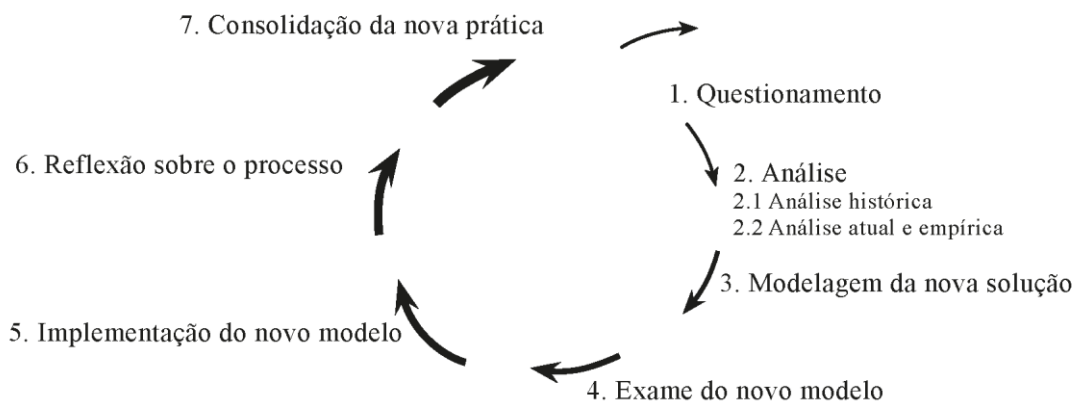 7. Consolidação da nova prática
1. Questionamento
6. Reflexão sobre o processo
2. Análise
2.1 Análise histórica
2.2 Análise atual e empírica
3. Modelagem da nova solução
5. Implementação do novo modelo
4. Exame do novo modelo